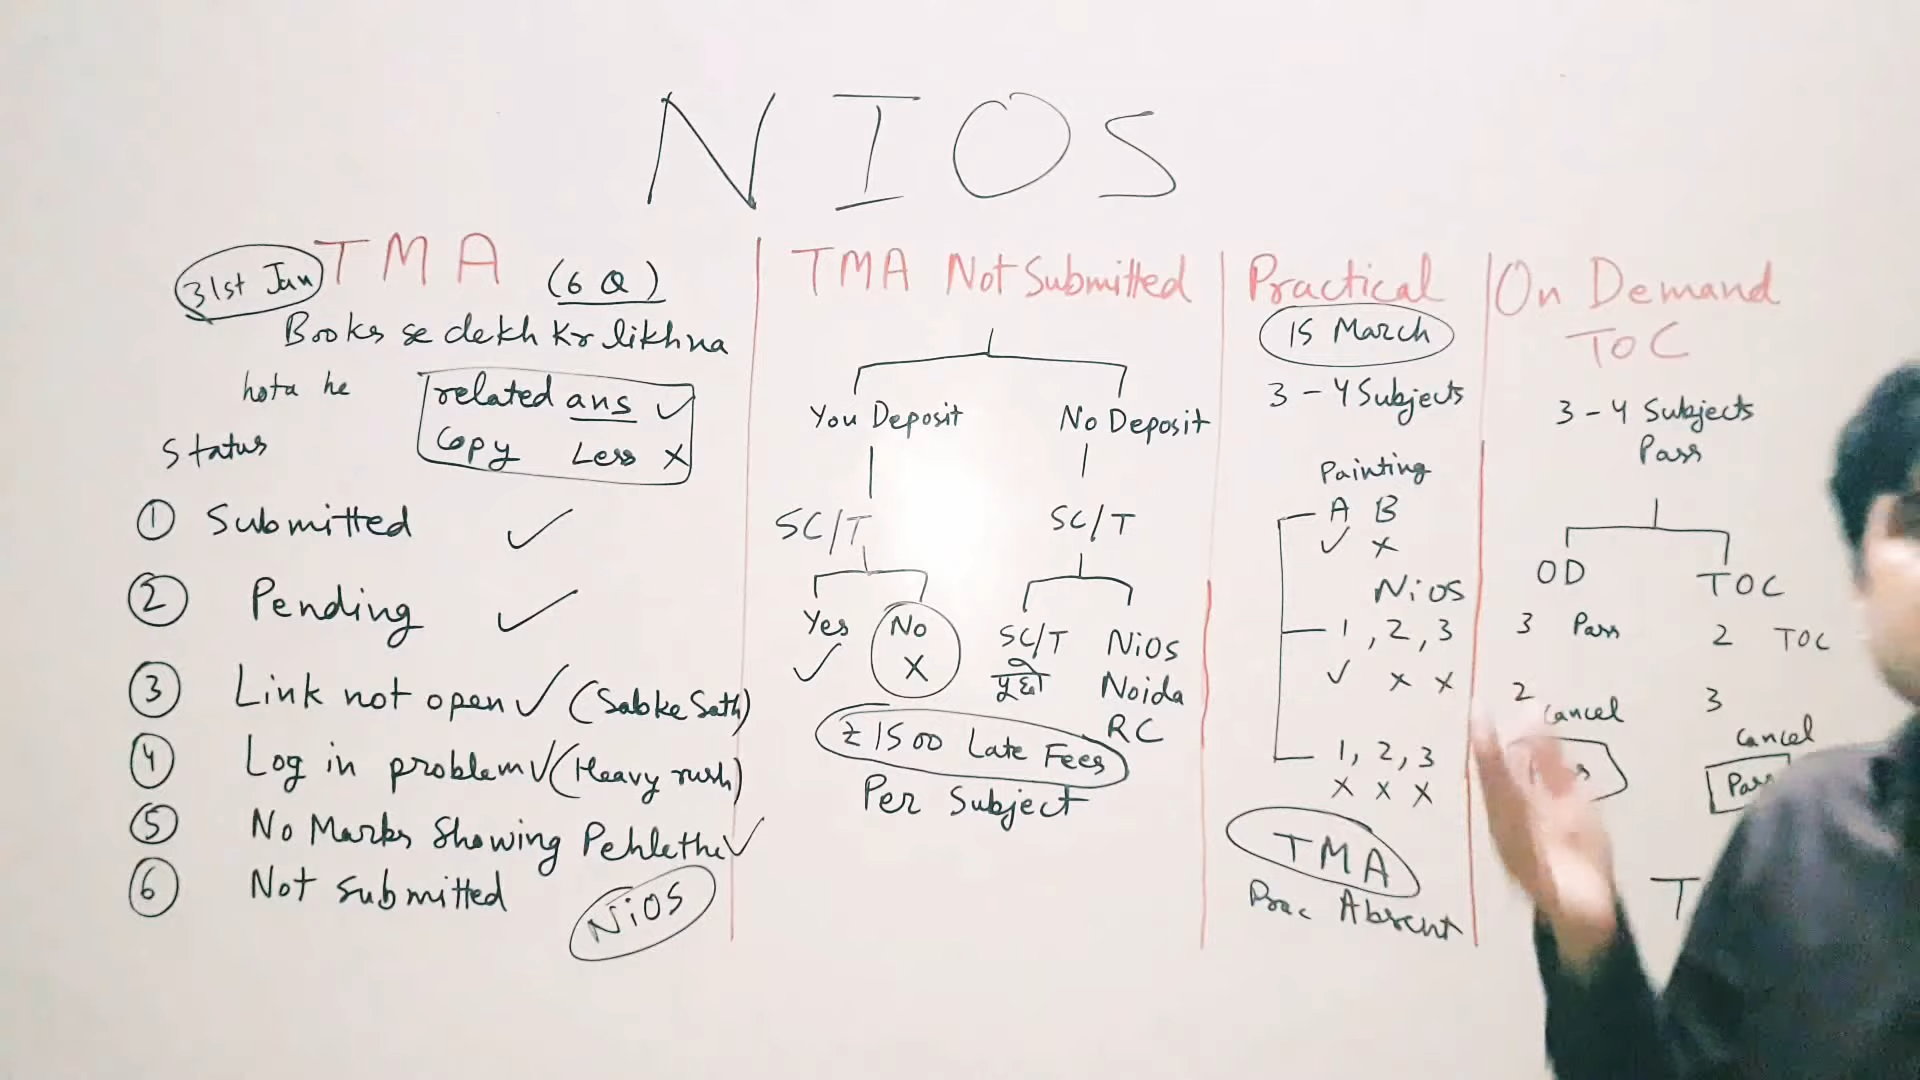 NIOS
31st Jan TMA (6 Q)
Books se dekh kr likhna
hota he
related ans ✓
Copy Less ×
Status
① Submitted ✓
② Pending ✓
③ Link not open ✓ (Sabke Sath)
④ Log in problem ✓ (Heavy rush)
⑤ No Marks Showing Pehlethe ✓
⑥ Not submitted
NiOS
TMA Not Submitted
You Deposit
No Deposit
SC/T
SC/T
Yes
No
✓
×
SC/T
NiOS
Noida
RC
₹1500 Late Fees
Per Subject
Practical
15 March
3 - 4 Subjects
Painting
A B
✓ ×
NiOS
1, 2, 3
✓ × ×
1, 2, 3
× × ×
TMA
Prac Absent
On Demand
TOC
3 - 4 Subjects
Pass
OD
TOC
3 Pass
2 TOC
2 Cancel
3 Cancel
Pass
T